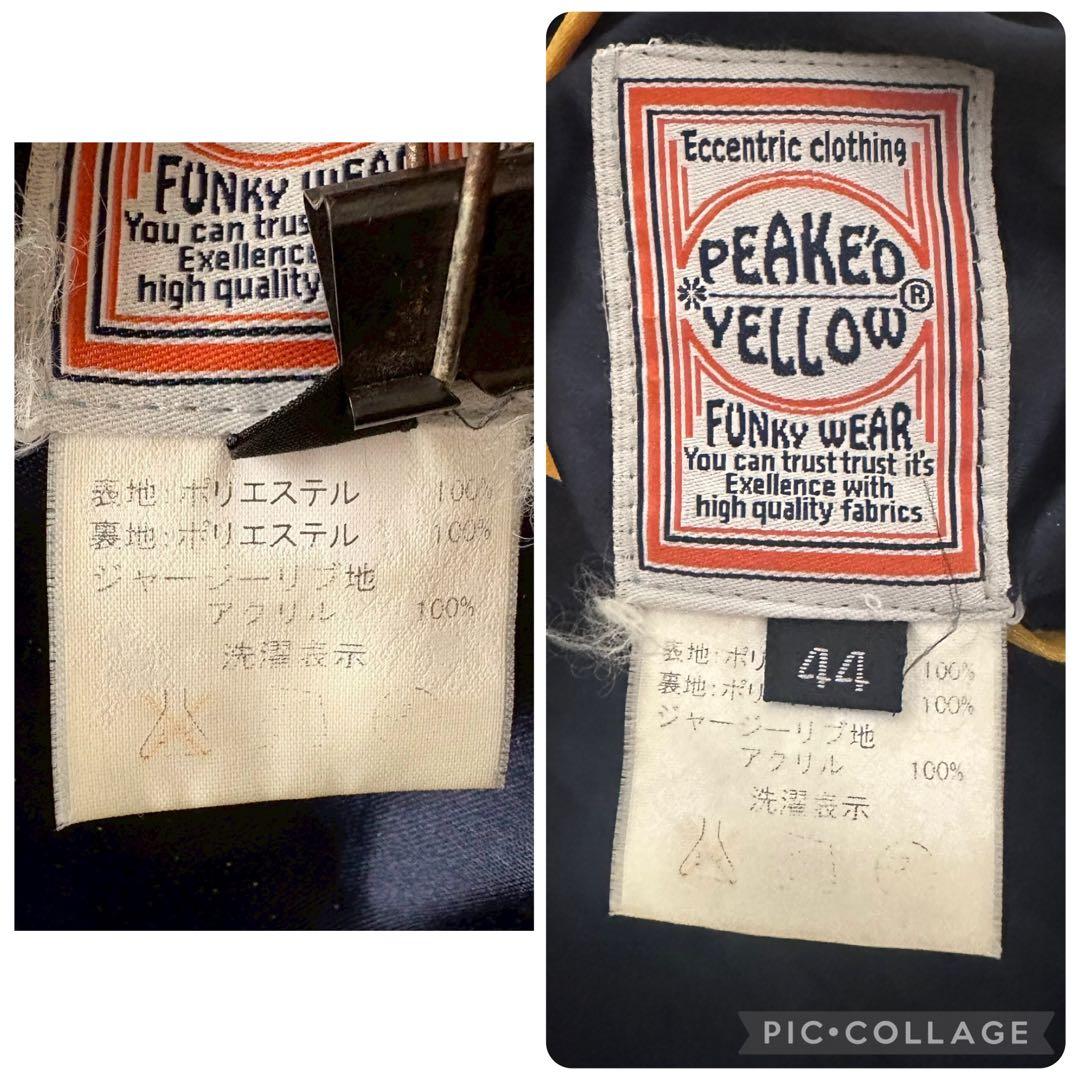 FUNKY WEA
You can trus
Exellenc
high quality
表地:ポリエステル 100%
裏地:ポリエステル 100%
ジャージーリブ地
アクリル 100%
洗濯表示
Eccentric clothing
PEAKE'D
YELLOW ®
FUNKY WEAR
You can trust trust it's
Exellence with
high quality fabrics
44
表地:ポリ 100%
裏地:ポリ 100%
ジャージーリブ地
アクリル 100%
洗濯表示
PIC•COLLAGE